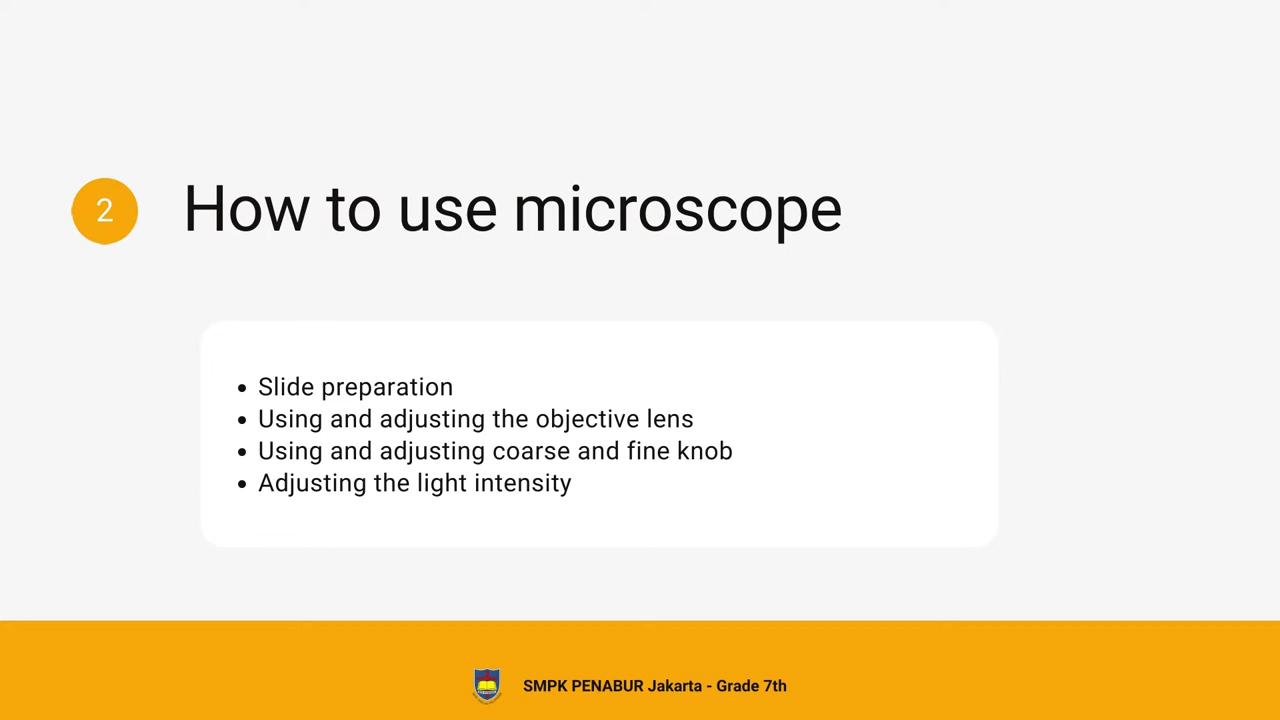 2
How to use microscope
• Slide preparation
• Using and adjusting the objective lens
• Using and adjusting coarse and fine knob
• Adjusting the light intensity
SMPK PENABUR Jakarta - Grade 7th